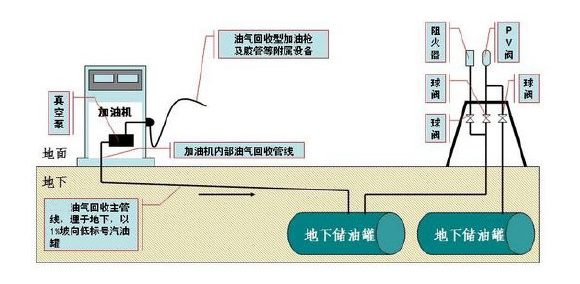 油气回收型加油枪
及胶管等附属设备
阻
火
器
P
V
阀
真
空
泵
加油机
球
阀
球
阀
球
阀
地面
加油机内部油气回收管线
地下
油气回收主管
线，埋于地下，以
1%坡向低标号汽油
罐
地下储油罐
地下储油罐